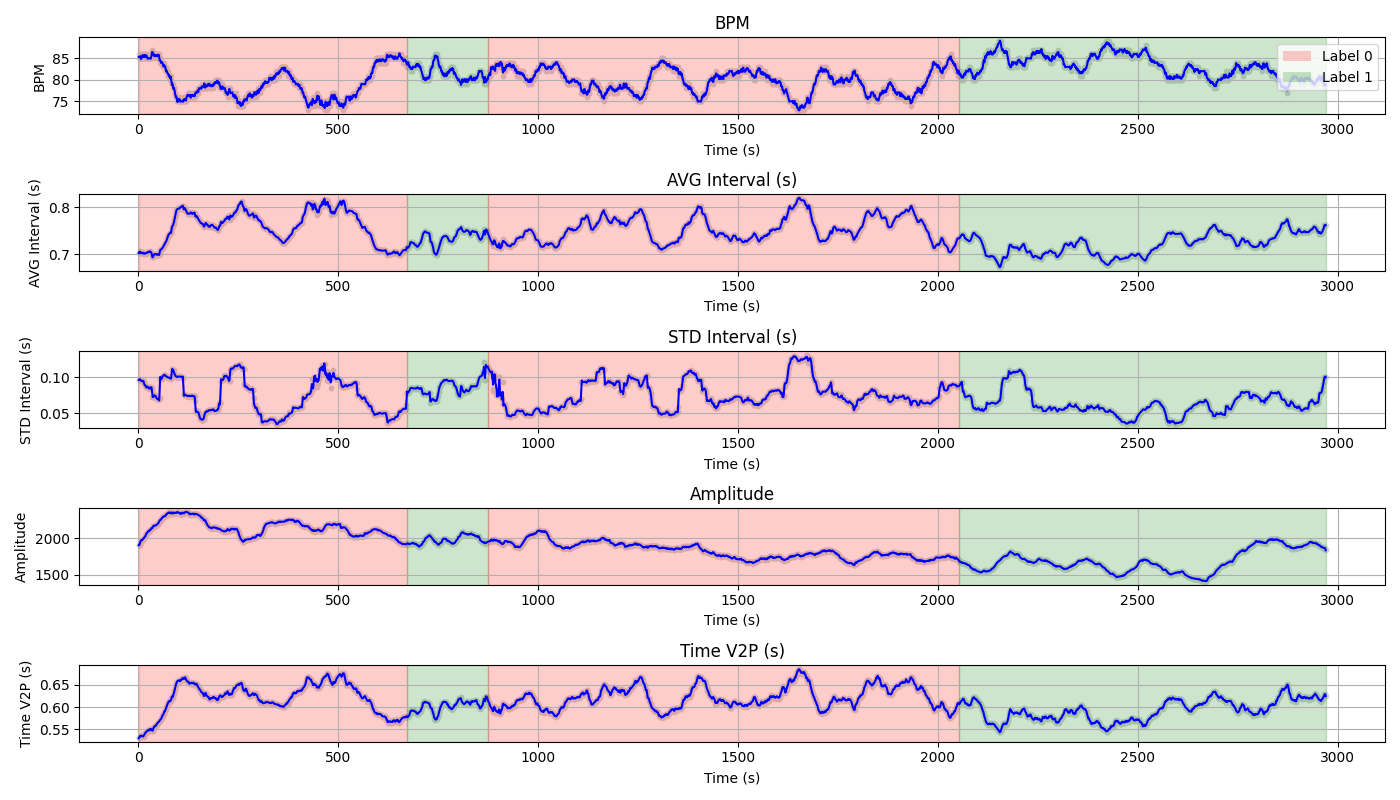 BPM
BPM
85
80
75
Label 0
Label 1
0 500 1000 1500 2000 2500 3000
Time (s)
AVG Interval (s)
AVG Interval (s)
0.8
0.7
0 500 1000 1500 2000 2500 3000
Time (s)
STD Interval (s)
STD Interval (s)
0.10
0.05
0 500 1000 1500 2000 2500 3000
Time (s)
Amplitude
Amplitude
2000
1500
0 500 1000 1500 2000 2500 3000
Time (s)
Time V2P (s)
Time V2P (s)
0.65
0.60
0.55
0 500 1000 1500 2000 2500 3000
Time (s)